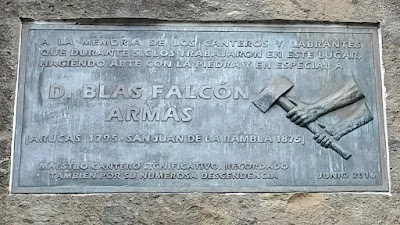 A LA MEMORIA DE LOS CANTEROS Y LABRANTES
QUE DURANTE SIGLOS TRABAJARON EN ESTE LUGAR,
HACIENDO ARTE CON LA PIEDRA Y EN ESPECIAL A
D. BLAS FALCÓN
ARMAS
(ARUCAS 1795 - SAN JUAN DE LA RAMBLA 1875)
MAESTRO CANTERO SIGNIFICATIVO, RECORDADO
TAMBIÉN POR SU NUMEROSA DESCENDENCIA
JUNIO 2016